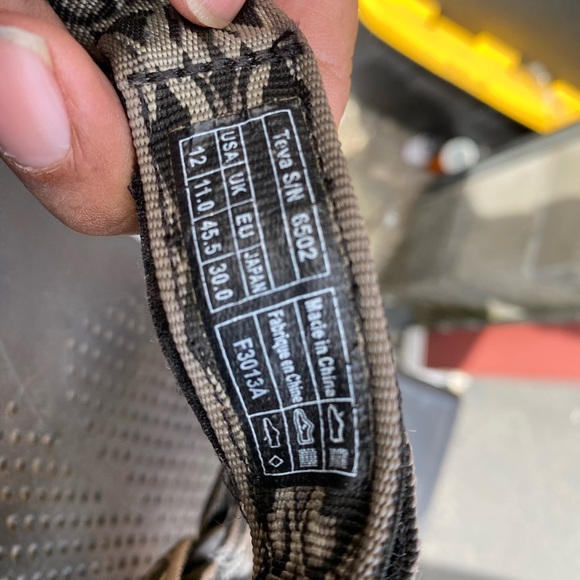 Teva S/N 6502
USA UK EU JAPAN
12 11.0 45.5 30.0
Made in China
Fabrique en Chine
F3013A